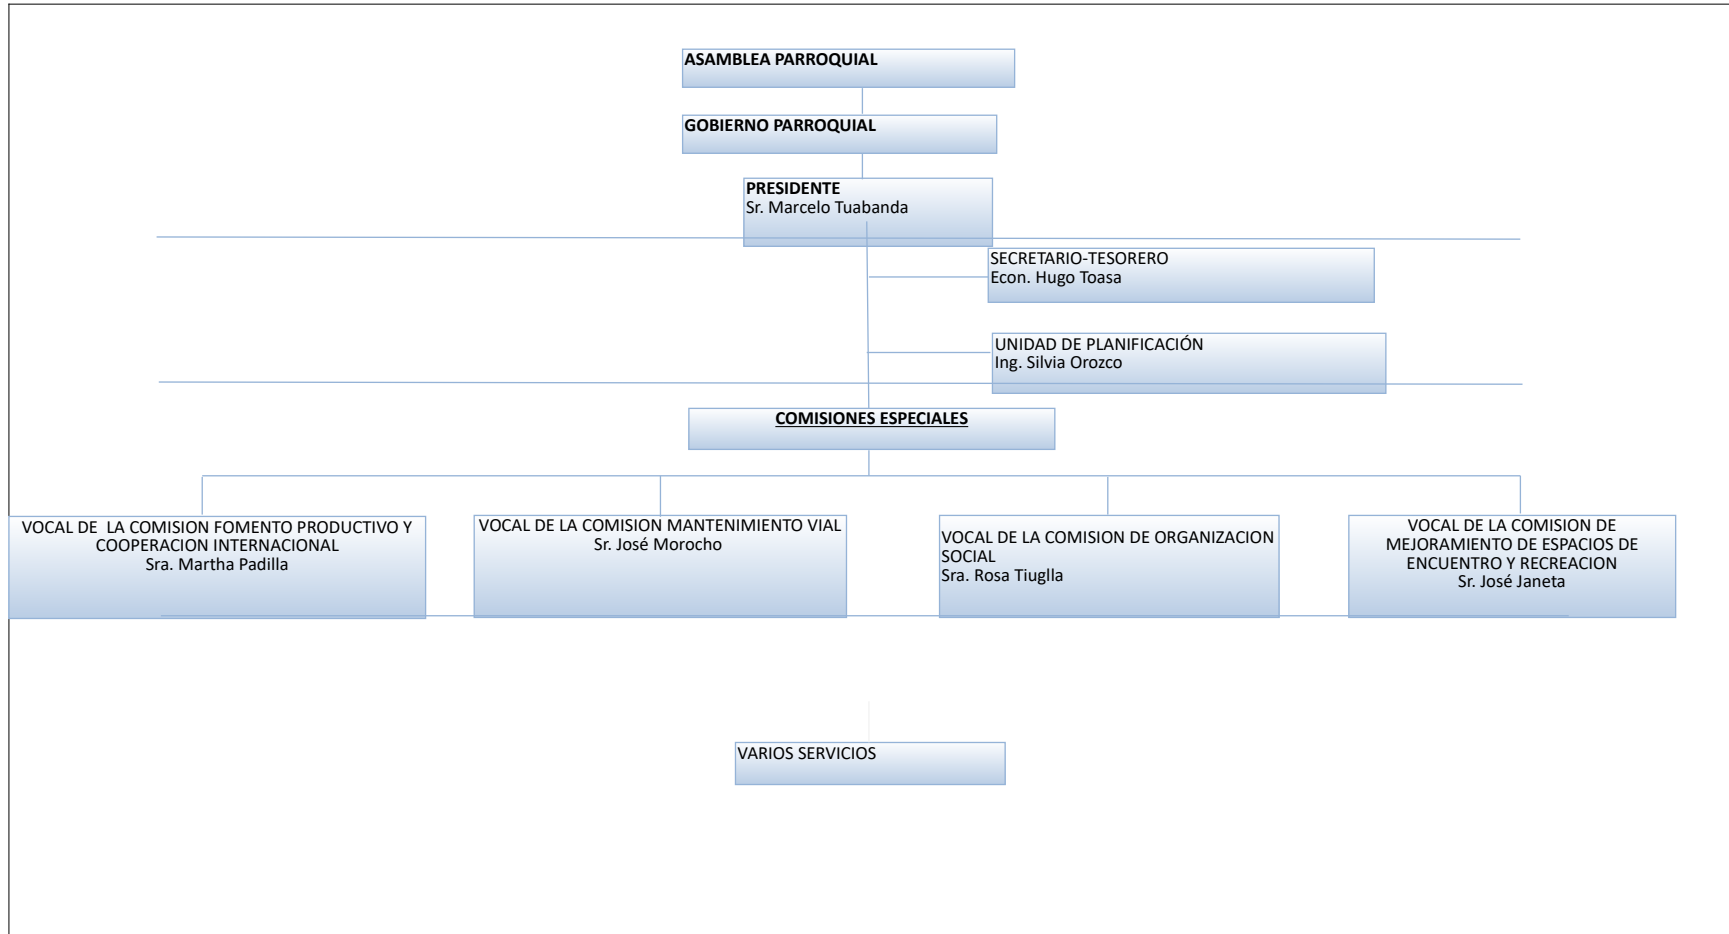 ASAMBLEA PARROQUIAL
GOBIERNO PARROQUIAL
PRESIDENTE
Sr. Marcelo Tuabanda
SECRETARIO-TESORERO
Econ. Hugo Toasa
UNIDAD DE PLANIFICACIÓN
Ing. Silvia Orozco
COMISIONES ESPECIALES
VOCAL DE  LA COMISION FOMENTO PRODUCTIVO Y
COOPERACION INTERNACIONAL
Sra. Martha Padilla
VOCAL DE LA COMISION MANTENIMIENTO VIAL
Sr. José Morocho
VOCAL DE LA COMISION DE ORGANIZACION
SOCIAL
Sra. Rosa Tiuglla
VOCAL DE LA COMISION DE
MEJORAMIENTO DE ESPACIOS DE
ENCUENTRO Y RECREACION
Sr. José Janeta
VARIOS SERVICIOS